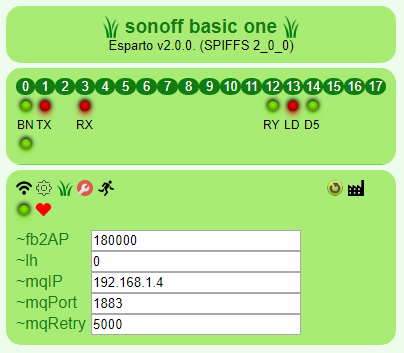 sonoff basic one
Esparto v2.0.0. (SPIFFS 2_0_0)
0 1 2 3 4 5 6 7 8 9 10 11 12 13 14 15 16 17
BN TX RX RY LD D5
~fb2AP 180000
~lh 0
~mqIP 192.168.1.4
~mqPort 1883
~mqRetry 5000